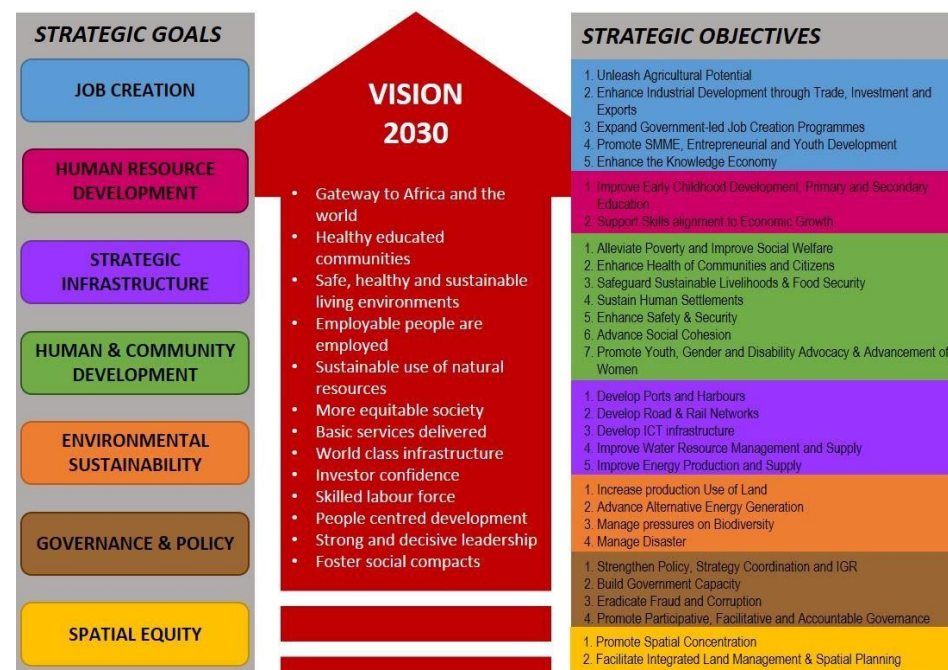 STRATEGIC GOALS
JOB CREATION
HUMAN RESOURCE
DEVELOPMENT
STRATEGIC
INFRASTRUCTURE
HUMAN & COMMUNITY
DEVELOPMENT
ENVIRONMENTAL
SUSTAINABILITY
GOVERNANCE & POLICY
SPATIAL EQUITY
VISION
2030
• Gateway to Africa and the
world
• Healthy educated
communities
• Safe, healthy and sustainable
living environments
• Employable people are
employed
• Sustainable use of natural
resources
• More equitable society
• Basic services delivered
• World class infrastructure
• Investor confidence
• Skilled labour force
• People centred development
• Strong and decisive leadership
• Foster social compacts
STRATEGIC OBJECTIVES
1. Unleash Agricultural Potential
2. Enhance Industrial Development through Trade, Investment and
Exports
3. Expand Government-led Job Creation Programmes
4. Promote SMME, Entrepreneurial and Youth Development
5. Enhance the Knowledge Economy
1. Improve Early Childhood Development, Primary and Secondary
Education
2. Support Skills alignment to Economic Growth
1. Alleviate Poverty and Improve Social Welfare
2. Enhance Health of Communities and Citizens
3. Safeguard Sustainable Livelihoods & Food Security
4. Sustain Human Settlements
5. Enhance Safety & Security
6. Advance Social Cohesion
7. Promote Youth, Gender and Disability Advocacy & Advancement of
Women
1. Develop Ports and Harbours
2. Develop Road & Rail Networks
3. Develop ICT infrastructure
4. Improve Water Resource Management and Supply
5. Improve Energy Production and Supply
1. Increase production Use of Land
2. Advance Alternative Energy Generation
3. Manage pressures on Biodiversity
4. Manage Disaster
1. Strengthen Policy, Strategy Coordination and IGR
2. Build Government Capacity
3. Eradicate Fraud and Corruption
4. Promote Participative, Facilitative and Accountable Governance
1. Promote Spatial Concentration
2. Facilitate Integrated Land Management & Spatial Planning